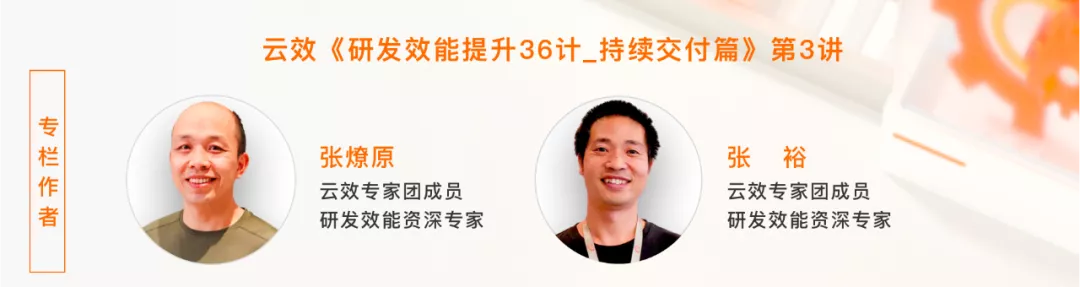 云效《研发效能提升36计_持续交付篇》第3讲
专栏作者
张燎原
云效专家团成员
研发效能资深专家
张 裕
云效专家团成员
研发效能资深专家